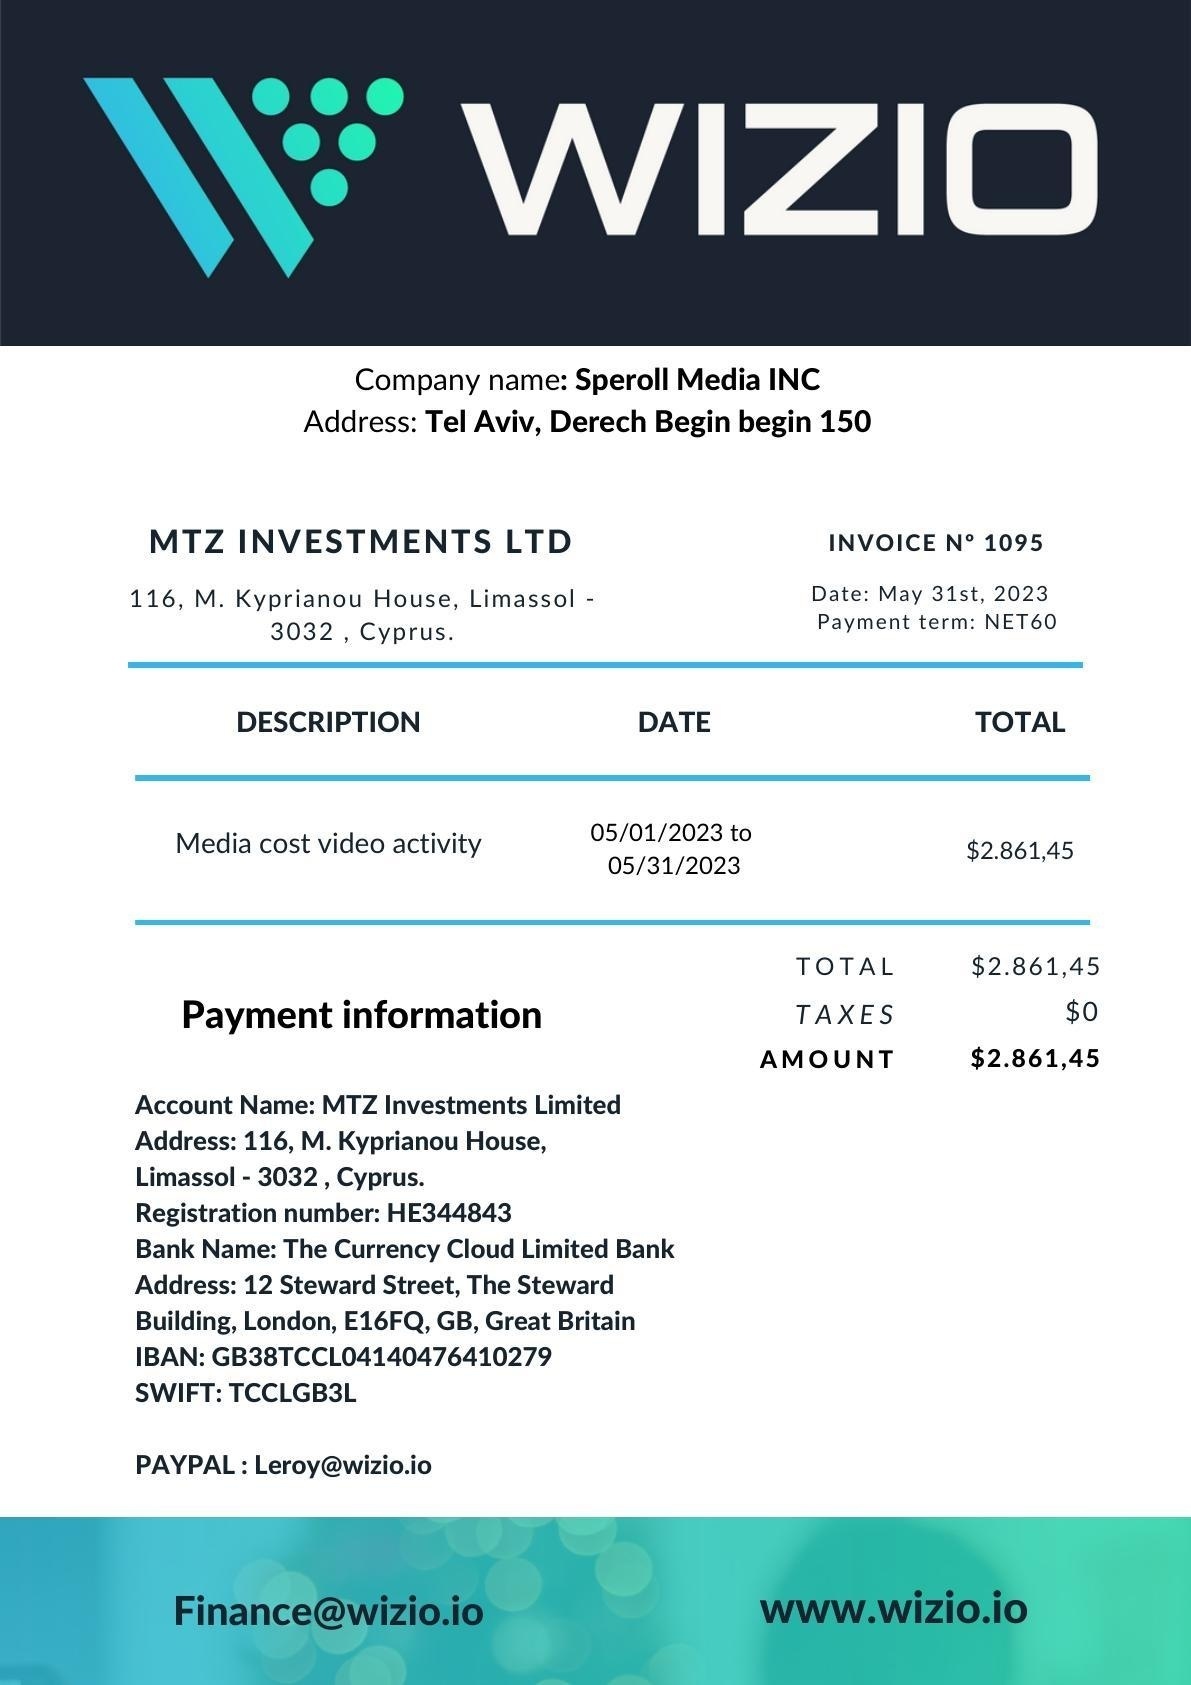 WIZIO
Company name: Speroll Media INC
Address: Tel Aviv, Derech Begin begin 150
MTZ INVESTMENTS LTD
116, M. Kyprianou House, Limassol -
3032 , Cyprus.
INVOICE Nº 1095
Date: May 31st, 2023
Payment term: NET60
DESCRIPTION DATE TOTAL
Media cost video activity
05/01/2023 to
05/31/2023
$2.861,45
TOTAL $2.861,45
TAXES $0
AMOUNT $2.861,45
Payment information
Account Name: MTZ Investments Limited
Address: 116, M. Kyprianou House,
Limassol - 3032 , Cyprus.
Registration number: HE344843
Bank Name: The Currency Cloud Limited Bank
Address: 12 Steward Street, The Steward
Building, London, E16FQ, GB, Great Britain
IBAN: GB38TCCL04140476410279
SWIFT: TCCLGB3L
PAYPAL : Leroy@wizio.io
Finance@wizio.io www.wizio.io